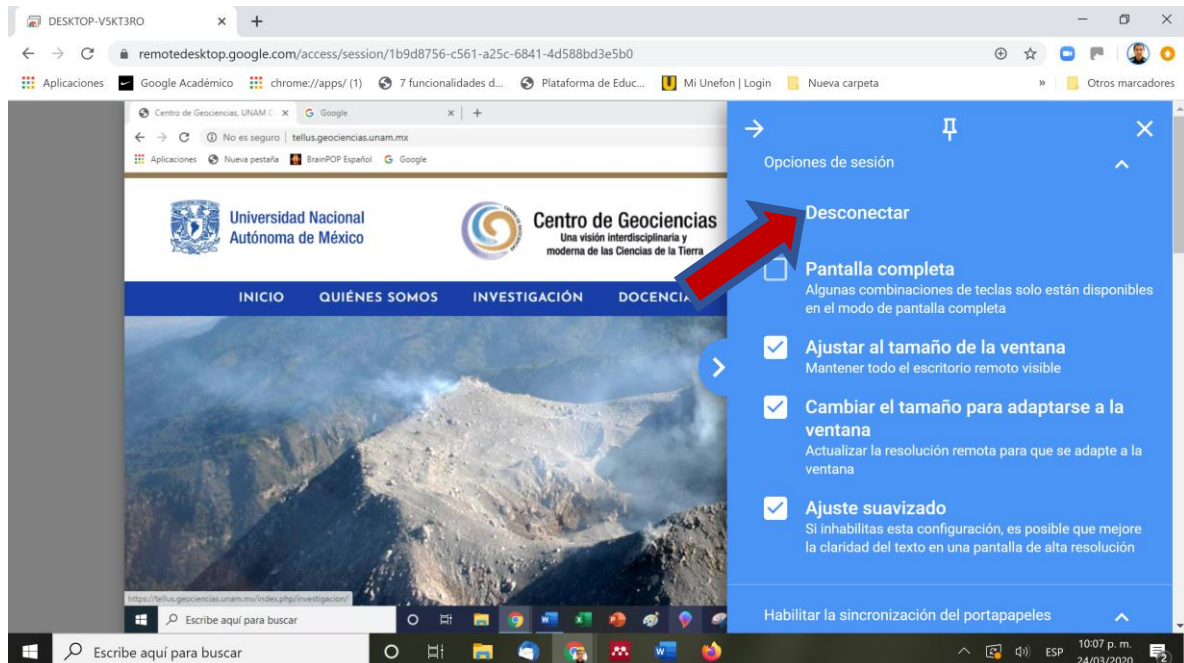 DESKTOP-V5KT3RO
remotedesktop.google.com/access/session/1b9d8756-c561-a25c-6841-4d588bd3e5b0
Aplicaciones Google Académico chrome://apps/ (1) 7 funcionalidades d... Plataforma de Educ... Mi Unefon | Login Nueva carpeta » Otros marcadores
Centro de Geociencias, UNAM C Google
No es seguro | tellus.geociencias.unam.mx
Aplicaciones Nueva pestaña BrainPOP Español Google
Universidad Nacional
Autónoma de México
Centro de Geociencias
Una visión interdisciplinaria y
moderna de las Ciencias de la Tierra
INICIO QUIÉNES SOMOS INVESTIGACIÓN DOCENCIA
https://tellus.geociencias.unam.mx/index.php/investigacion/
Escribe aquí para buscar
Opciones de sesión
Desconectar
Pantalla completa
Algunas combinaciones de teclas solo están disponibles
en el modo de pantalla completa
Ajustar al tamaño de la ventana
Mantener todo el escritorio remoto visible
Cambiar el tamaño para adaptarse a la
ventana
Actualizar la resolución remota para que se adapte a la
ventana
Ajuste suavizado
Si inhabilitas esta configuración, es posible que mejore
la claridad del texto en una pantalla de alta resolución
Habilitar la sincronización del portapapeles
Escribe aquí para buscar
ESP
10:07 p. m.
24/03/2020
2